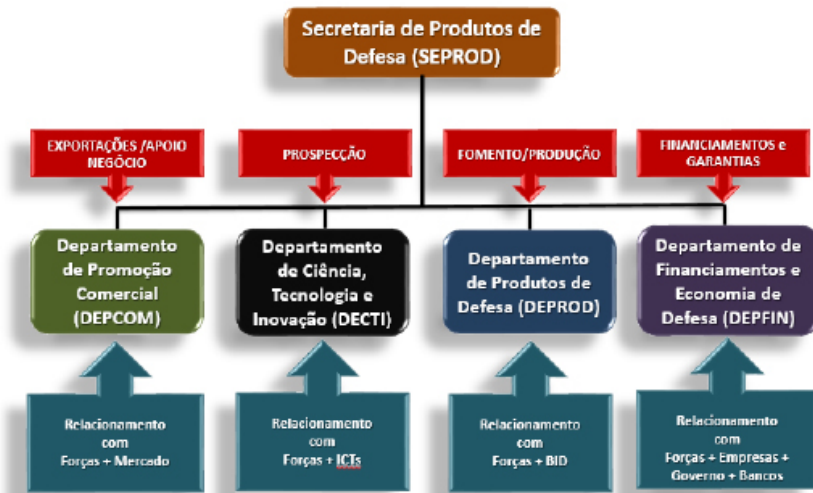 Secretaria de Produtos de
Defesa (SEPROD)
EXPORTAÇÕES /APOIO
NEGÓCIO
PROSPECÇÃO
FOMENTO/PRODUÇÃO
FINANCIAMENTOS e
GARANTIAS
Departamento
de Promoção
Comercial
(DEPCOM)
Departamento
de Ciência,
Tecnologia e
Inovação (DECTI)
Departamento
de Produtos de
Defesa (DEPROD)
Departamento de
Financiamentos e
Economia de
Defesa (DEPFIN)
Relacionamento
com
Forças + Mercado
Relacionamento
com
Forças + ICTs
Relacionamento
com
Forças + BID
Relacionamento
com
Forças + Empresas +
Governo + Bancos